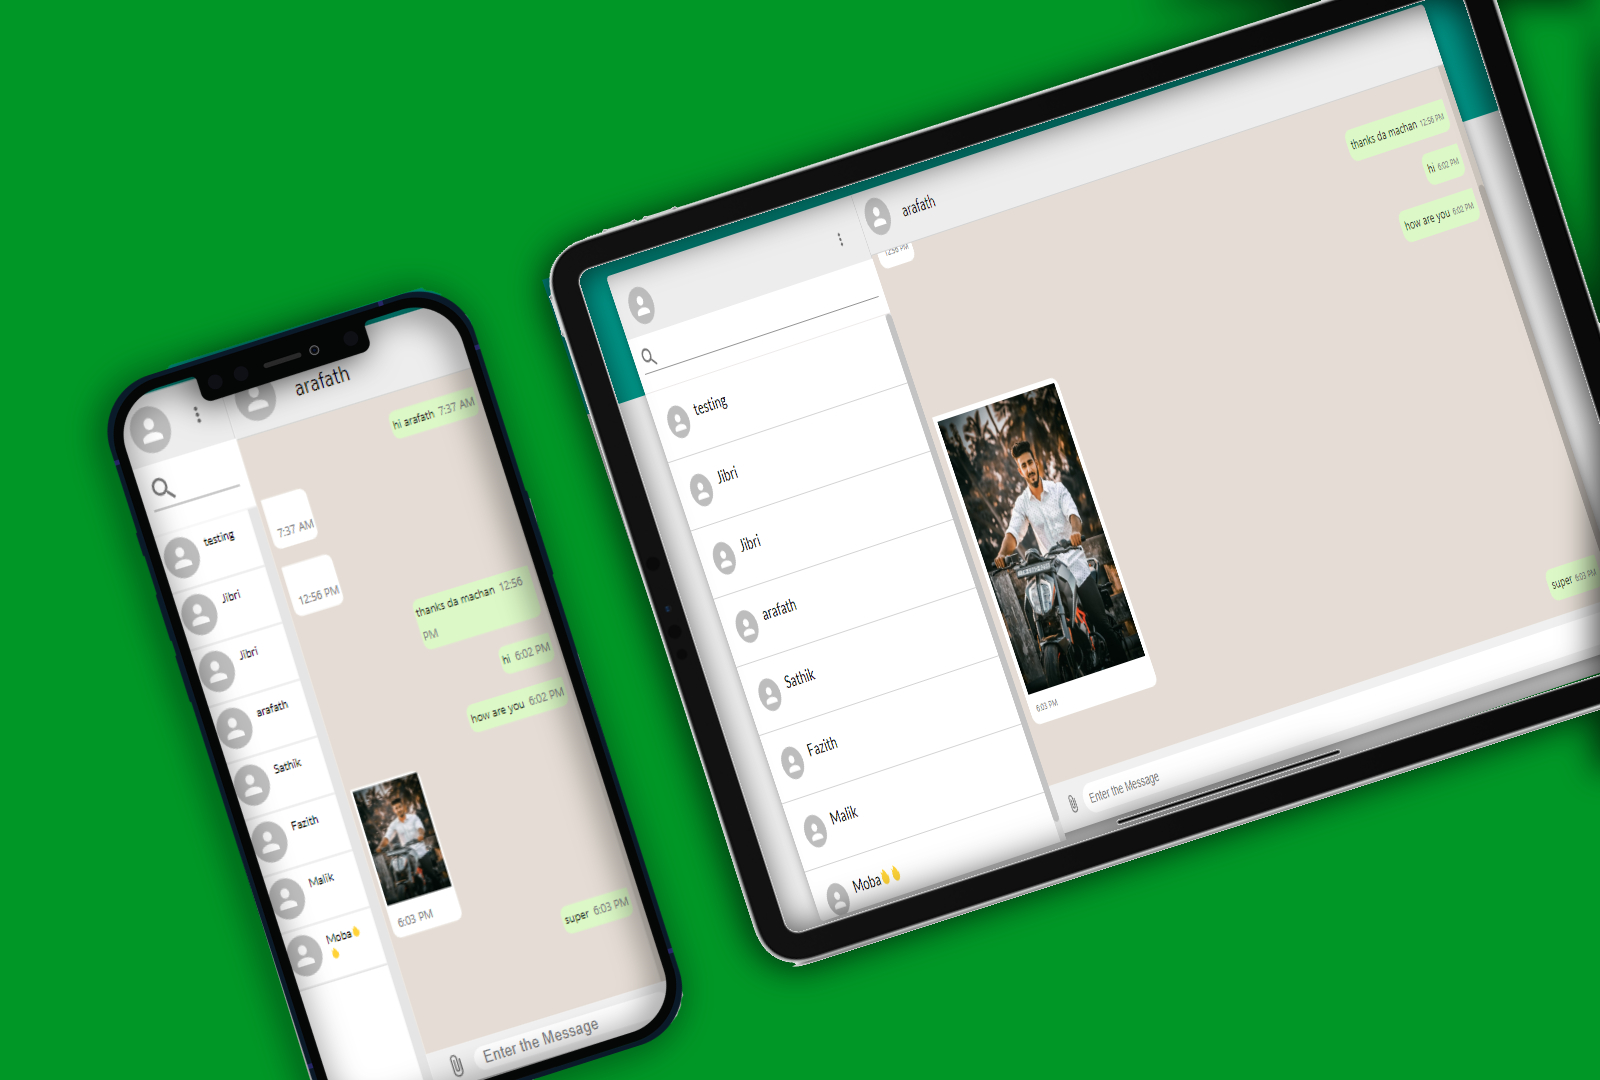 arafath
hi arafath 7:37 AM
7:37 AM
12:56 PM
thanks da machan 12:56
PM
hi 6:02 PM
how are you 6:02 PM
6:03 PM
super 6:03 PM
Enter the Message
testing
Jibri
Jibri
arafath
Sathik
Fazith
Malik
Moba
arafath
12:56 PM
thanks da machan 12:56 PM
hi 6:02 PM
how are you 6:02 PM
6:03 PM
super 6:03 PM
Enter the Message
testing
Jibri
Jibri
arafath
Sathik
Fazith
Malik
Moba